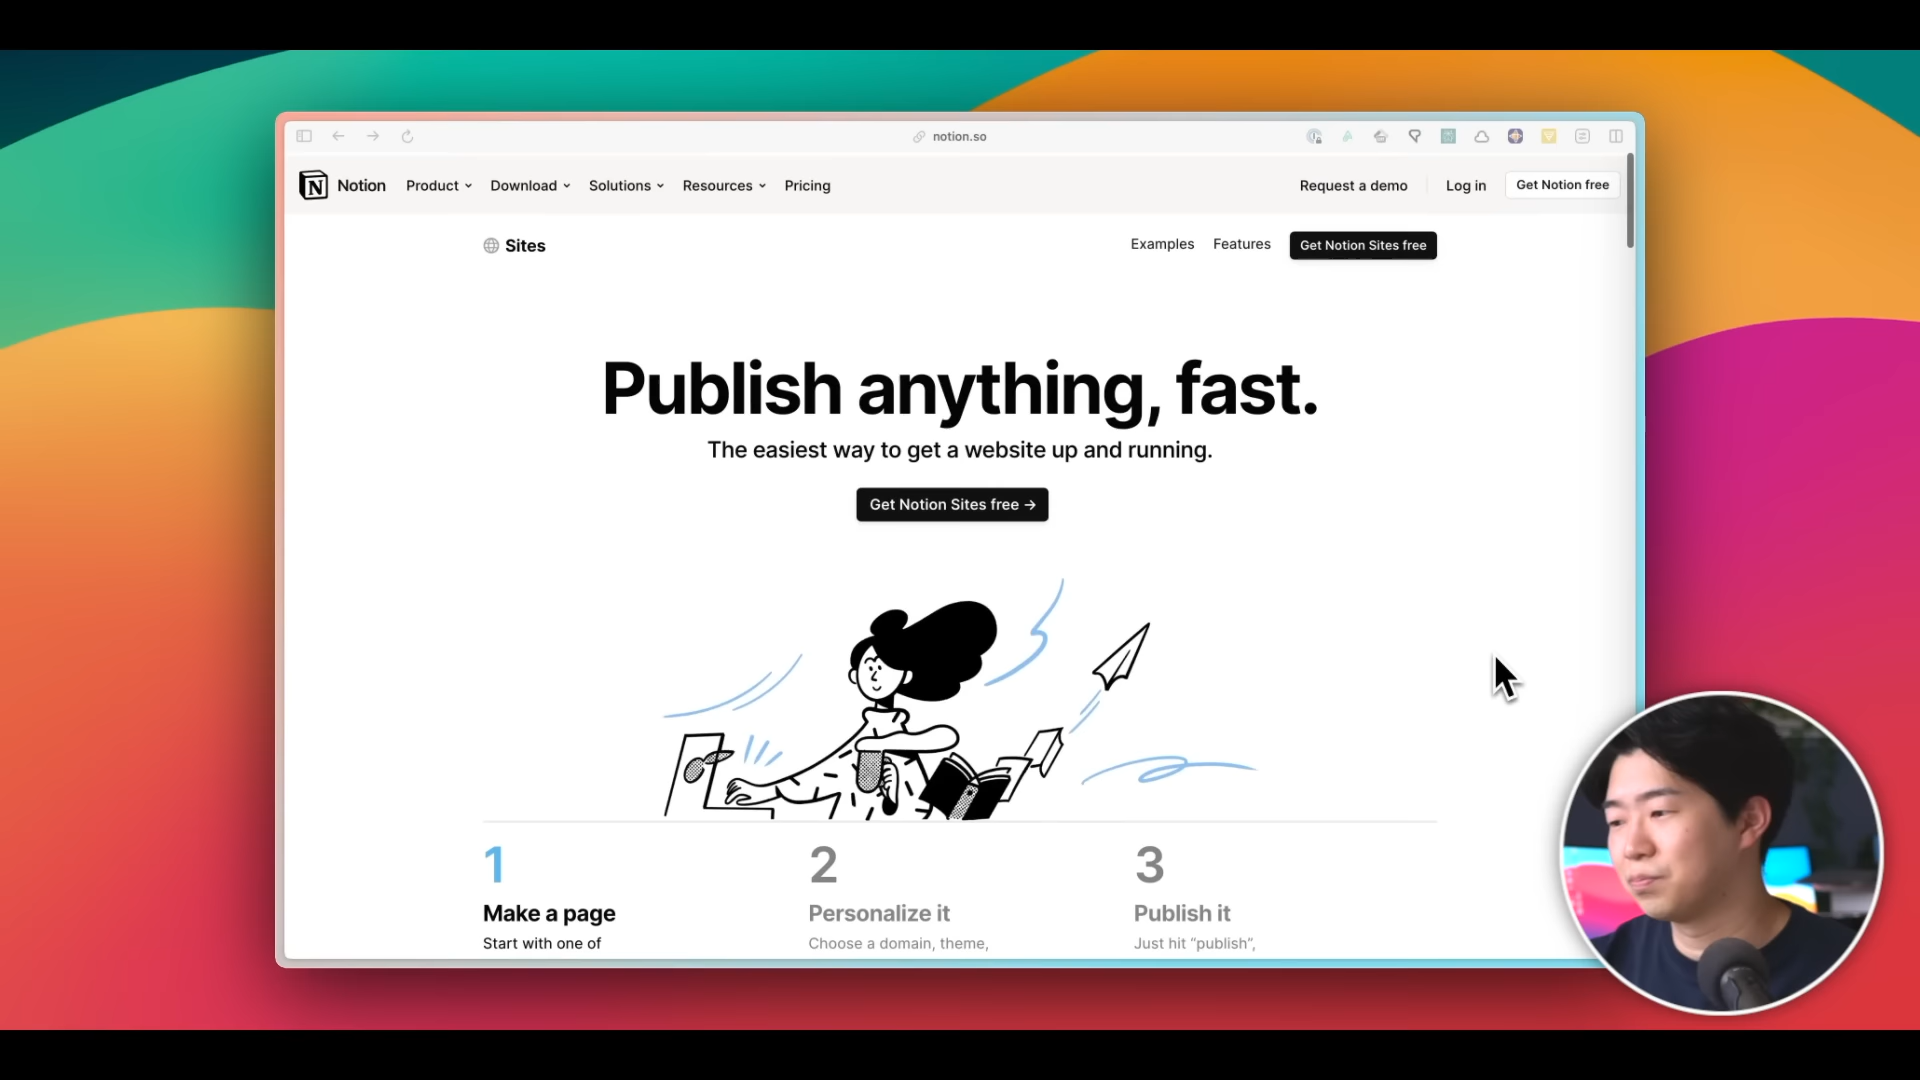 notion.so
Notion Product Download Solutions Resources Pricing Request a demo Log in Get Notion free
Sites Examples Features Get Notion Sites free
Publish anything, fast.
The easiest way to get a website up and running.
Get Notion Sites free →
1
Make a page
Start with one of
2
Personalize it
Choose a domain, theme,
3
Publish it
Just hit “publish”,